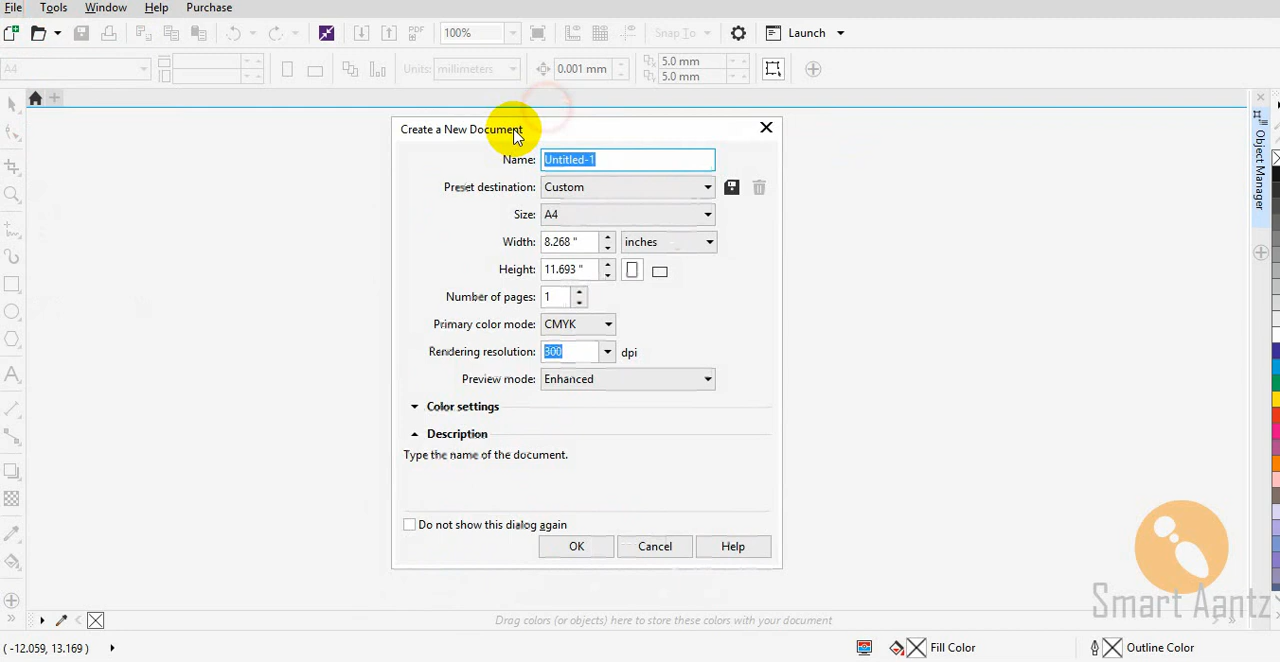 File Tools Window Help Purchase
100% PDF Snap To Launch
A4 Units: millimeters 0.001 mm 5.0 mm
5.0 mm
Create a New Document
Name: Untitled-1
Preset destination: Custom
Size: A4
Width: 8.268 " inches
Height: 11.693 "
Number of pages: 1
Primary color mode: CMYK
Rendering resolution: 300 dpi
Preview mode: Enhanced
Color settings
Description
Type the name of the document.
Do not show this dialog again
OK Cancel Help
Object Manager
Smart Aantz
Drag colors (or objects) here to store these colors with your document
( -12.059, 13.169 ) Fill Color Outline Color